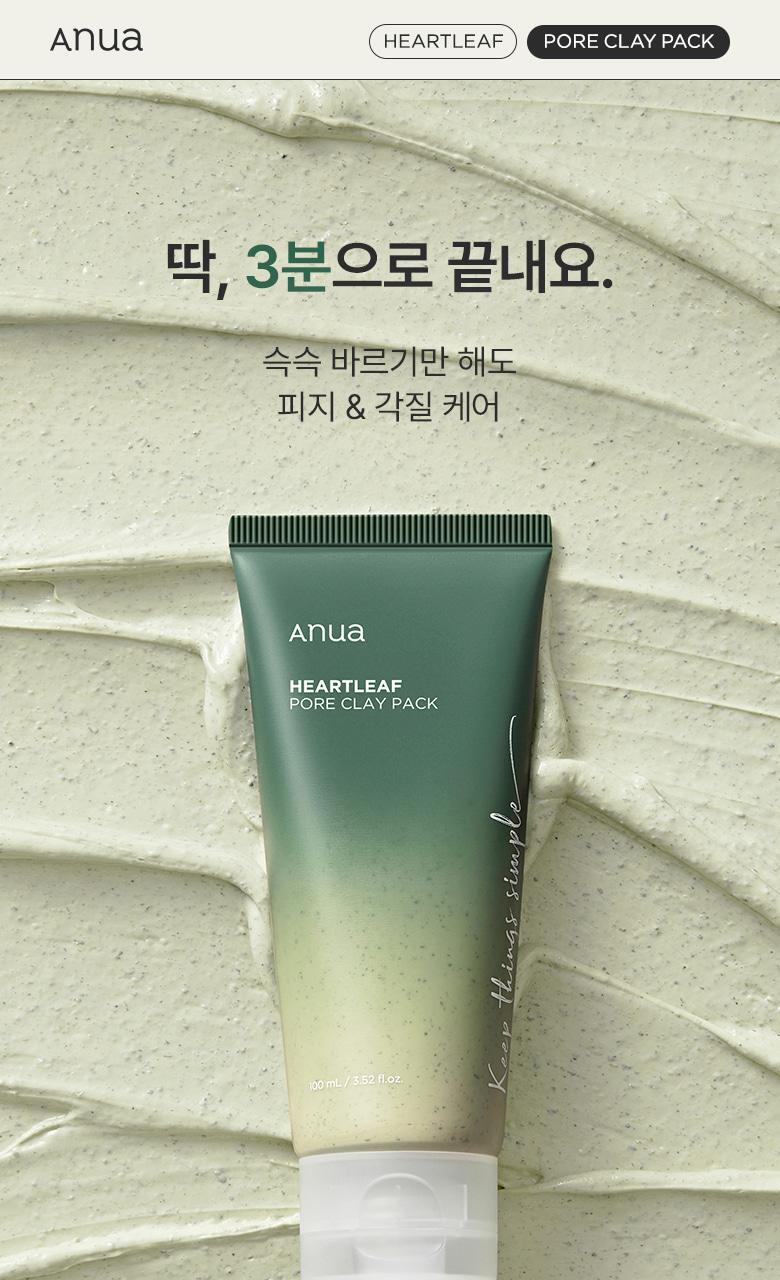 Anua
HEARTLEAF
PORE CLAY PACK
딱, 3분으로 끝내요.
슥슥 바르기만 해도
피지 & 각질 케어
Anua
HEARTLEAF
PORE CLAY PACK
Keep things simple
100 mL / 3.52 fl.oz.